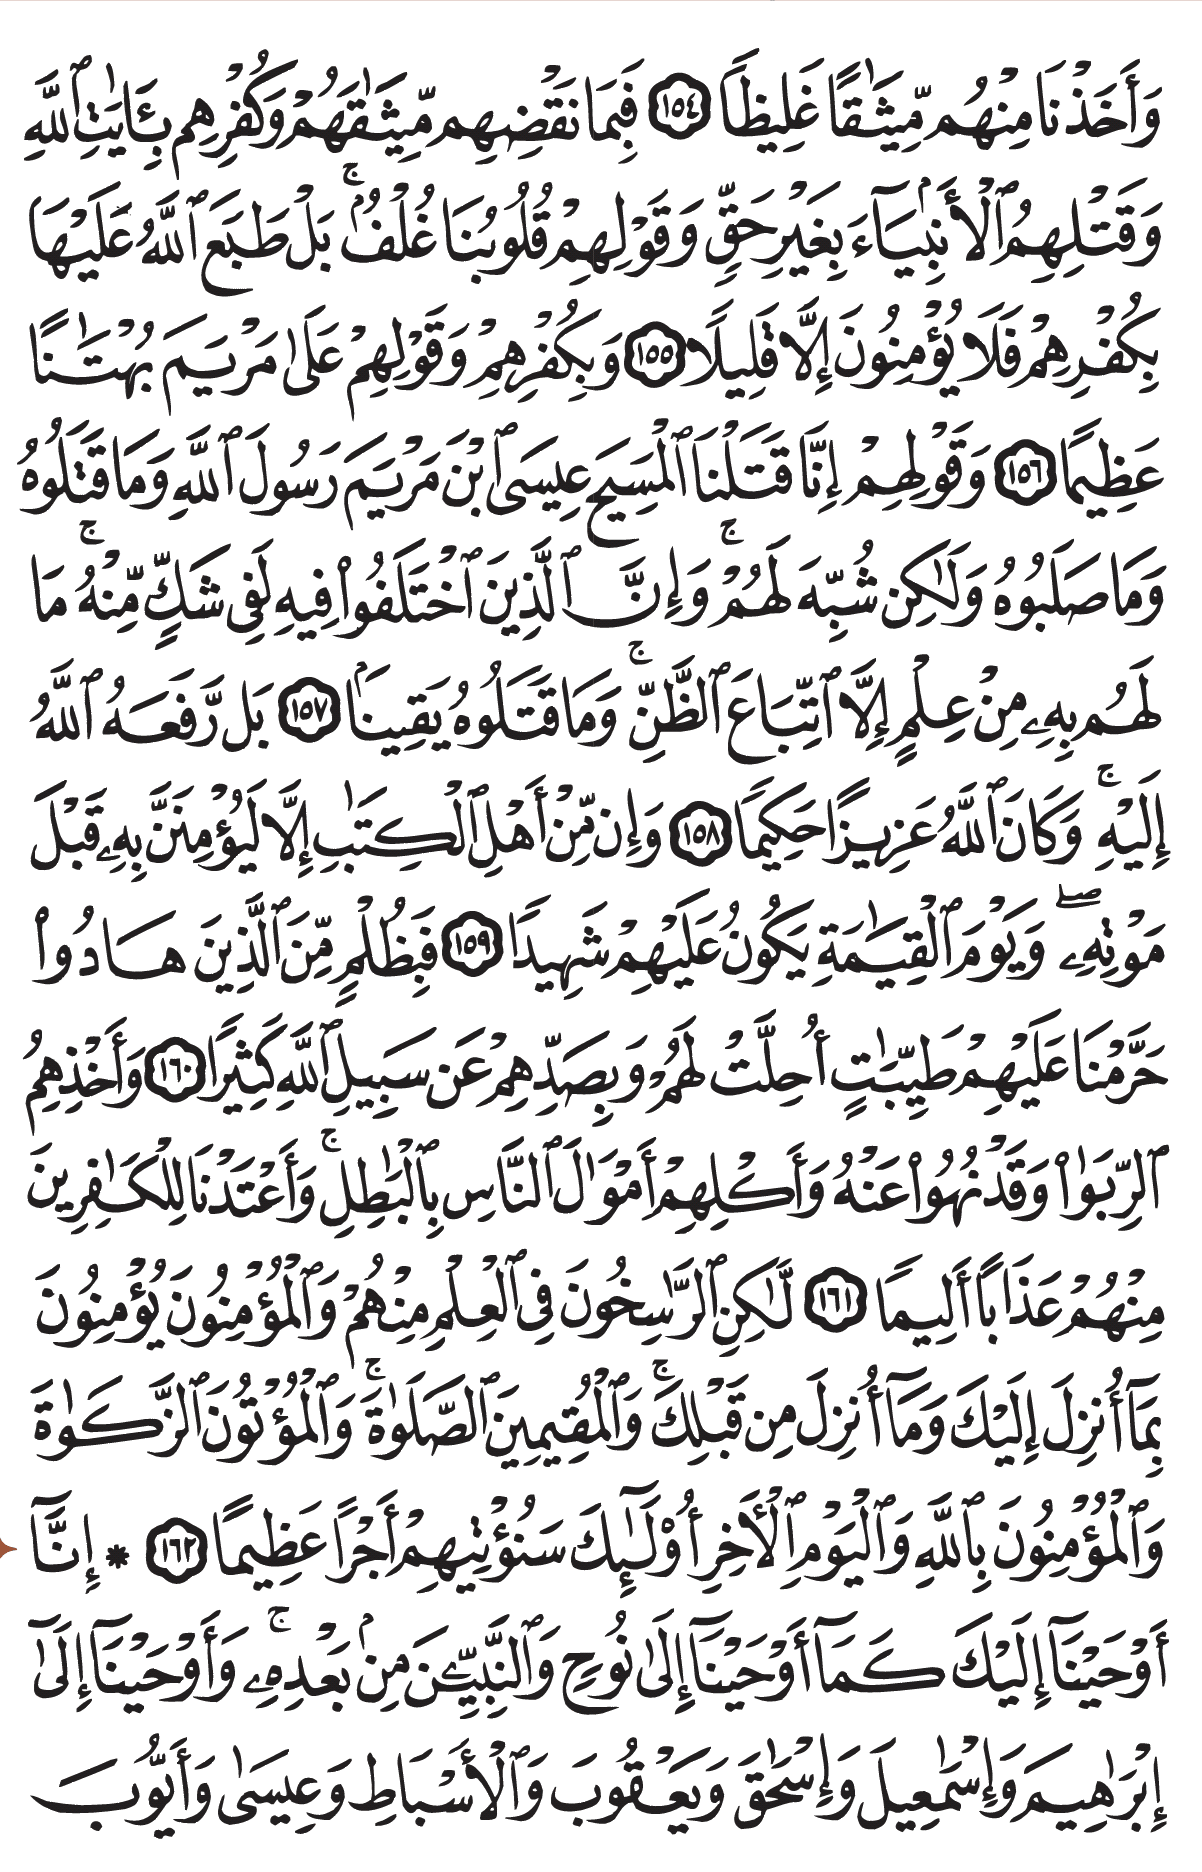 وَأَخَذۡنَا مِنۡهُم مِّيثَٰقًا غَلِيظٗا ١٥٤ فَبِمَا نَقۡضِهِم مِّيثَٰقَهُمۡ وَكُفۡرِهِم بِـَٔايَٰتِ ٱللَّهِ
وَقَتۡلِهِمُ ٱلۡأَنۢبِيَآءَ بِغَيۡرِ حَقّٖ وَقَوۡلِهِمۡ قُلُوبُنَا غُلۡفُۢۚ بَلۡ طَبَعَ ٱللَّهُ عَلَيۡهَا
بِكُفۡرِهِمۡ فَلَا يُؤۡمِنُونَ إِلَّا قَلِيلٗا ١٥٥ وَبِكُفۡرِهِمۡ وَقَوۡلِهِمۡ عَلَىٰ مَرۡيَمَ بُهۡتَٰنًا
عَظِيمٗا ١٥٦ وَقَوۡلِهِمۡ إِنَّا قَتَلۡنَا ٱلۡمَسِيحَ عِيسَى ٱبۡنَ مَرۡيَمَ رَسُولَ ٱللَّهِ وَمَا قَتَلُوهُ
وَمَا صَلَبُوهُ وَلَٰكِن شُبِّهَ لَهُمۡۚ وَإِنَّ ٱلَّذِينَ ٱخۡتَلَفُواْ فِيهِ لَفِي شَكّٖ مِّنۡهُۚ مَا
لَهُم بِهِۦ مِنۡ عِلۡمٍ إِلَّا ٱتِّبَاعَ ٱلظَّنِّۚ وَمَا قَتَلُوهُ يَقِينَۢا ١٥٧ بَل رَّفَعَهُ ٱللَّهُ
إِلَيۡهِۚ وَكَانَ ٱللَّهُ عَزِيزًا حَكِيمٗا ١٥٨ وَإِن مِّنۡ أَهۡلِ ٱلۡكِتَٰبِ إِلَّا لَيُؤۡمِنَنَّ بِهِۦ قَبۡلَ
مَوۡتِهِۦۖ وَيَوۡمَ ٱلۡقِيَٰمَةِ يَكُونُ عَلَيۡهِمۡ شَهِيدٗا ١٥٩ فَبِظُلۡمٖ مِّنَ ٱلَّذِينَ هَادُواْ
حَرَّمۡنَا عَلَيۡهِمۡ طَيِّبَٰتٍ أُحِلَّتۡ لَهُمۡ وَبِصَدِّهِمۡ عَن سَبِيلِ ٱللَّهِ كَثِيرٗا ١٦٠ وَأَخۡذِهِمُ
ٱلرِّبَوٰاْ وَقَدۡ نُهُواْ عَنۡهُ وَأَكۡلِهِمۡ أَمۡوَٰلَ ٱلنَّاسِ بِٱلۡبَٰطِلِۚ وَأَعۡتَدۡنَا لِلۡكَٰفِرِينَ
مِنۡهُمۡ عَذَابًا أَلِيمٗا ١٦١ لَّٰكِنِ ٱلرَّٰسِخُونَ فِي ٱلۡعِلۡمِ مِنۡهُمۡ وَٱلۡمُؤۡمِنُونَ يُؤۡمِنُونَ
بِمَآ أُنزِلَ إِلَيۡكَ وَمَآ أُنزِلَ مِن قَبۡلِكَۚ وَٱلۡمُقِيمِينَ ٱلصَّلَوٰةَۚ وَٱلۡمُؤۡتُونَ ٱلزَّكَوٰةَ
وَٱلۡمُؤۡمِنُونَ بِٱللَّهِ وَٱلۡيَوۡمِ ٱلۡأٓخِرِ أُوْلَٰٓئِكَ سَنُؤۡتِيهِمۡ أَجۡرًا عَظِيمًا ١٦٢ * إِنَّآ
أَوۡحَيۡنَآ إِلَيۡكَ كَمَآ أَوۡحَيۡنَآ إِلَىٰ نُوحٖ وَٱلنَّبِيِّـۧنَ مِنۢ بَعۡدِهِۦۚ وَأَوۡحَيۡنَآ إِلَىٰٓ
إِبۡرَٰهِيمَ وَإِسۡمَٰعِيلَ وَإِسۡحَٰقَ وَيَعۡقُوبَ وَٱلۡأَسۡبَاطِ وَعِيسَىٰ وَأَيُّوبَ